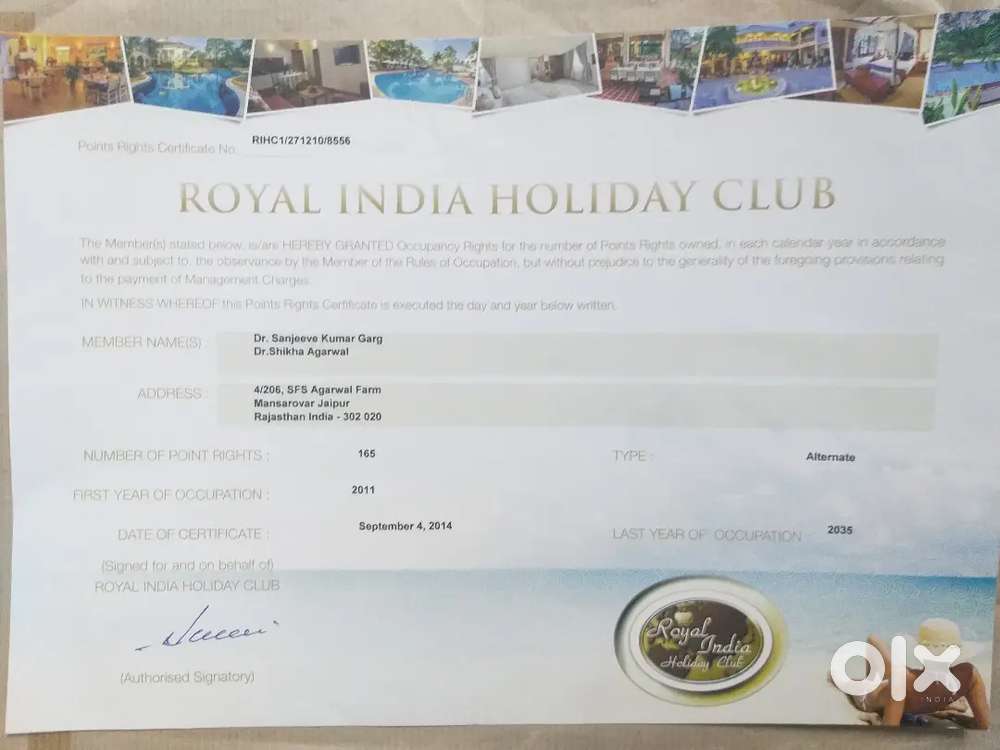 Points Rights Certificate No. RIHC1/271210/8556
ROYAL INDIA HOLIDAY CLUB
The Member(s) stated below, is/are HEREBY GRANTED Occupancy Rights for the number of Points Rights owned, in each calendar year in accordance
with and subject to, the observance by the Member of the Rules of Occupation, but without prejudice to the generality of the foregoing provisions relating
to the payment of Management Charges.
IN WITNESS WHEREOF this Points Rights Certificate is executed the day and year below written.
MEMBER NAME(S) : Dr. Sanjeeve Kumar Garg
Dr.Shikha Agarwal
ADDRESS : 4/206, SFS Agarwal Farm
Mansarovar Jaipur
Rajasthan India - 302 020
NUMBER OF POINT RIGHTS : 165 TYPE : Alternate
FIRST YEAR OF OCCUPATION : 2011
DATE OF CERTIFICATE : September 4, 2014 LAST YEAR OF OCCUPATION 2035
(Signed for and on behalf of)
ROYAL INDIA HOLIDAY CLUB
(Authorised Signatory)
Royal
India
Holiday Club
olx
INDIA